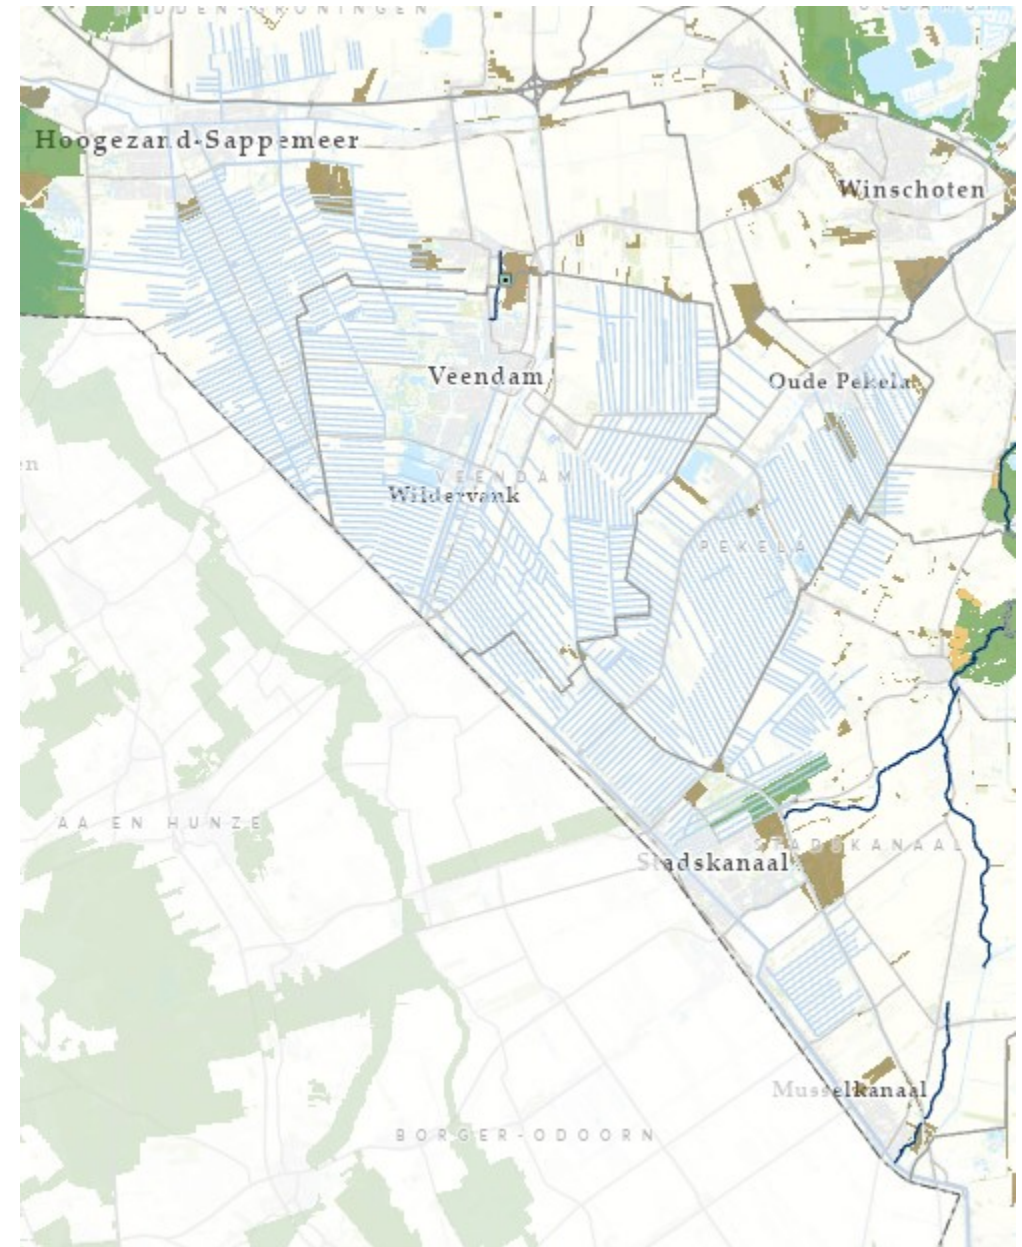 Hoogezand-Sappemeer
Winschoten
Veendam
Oude Pekela
VEENDAM
Wildervank
PEKELA
AA EN HUNZE
STADSKANAAL
Stadskanaal
Musselkanaal
BORGER-ODOORN